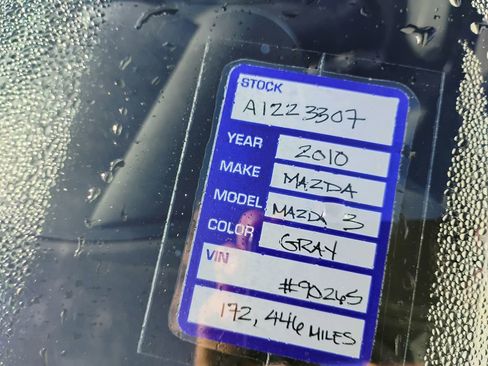 STOCK
A1223307
YEAR 2010
MAKE MAZDA
MODEL MAZDA 3
COLOR GRAY
VIN
#90265
172,446 MILES